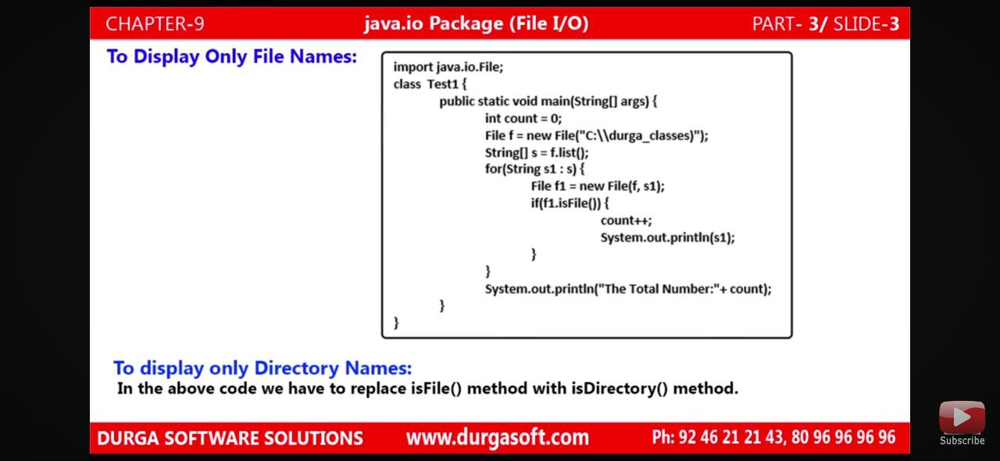 CHAPTER-9
java.io Package (File I/O)
PART- 3/ SLIDE-3
To Display Only File Names:
import java.io.File;
class Test1 {
public static void main(String[] args) {
int count = 0;
File f = new File("C:\\durga_classes)");
String[] s = f.list();
for(String s1 : s) {
File f1 = new File(f, s1);
if(f1.isFile()) {
count++;
System.out.println(s1);
}
}
System.out.println("The Total Number:"+ count);
}
}
To display only Directory Names:
In the above code we have to replace isFile() method with isDirectory() method.
DURGA SOFTWARE SOLUTIONS
www.durgasoft.com
Ph: 92 46 21 21 43, 80 96 96 96 96
Subscribe